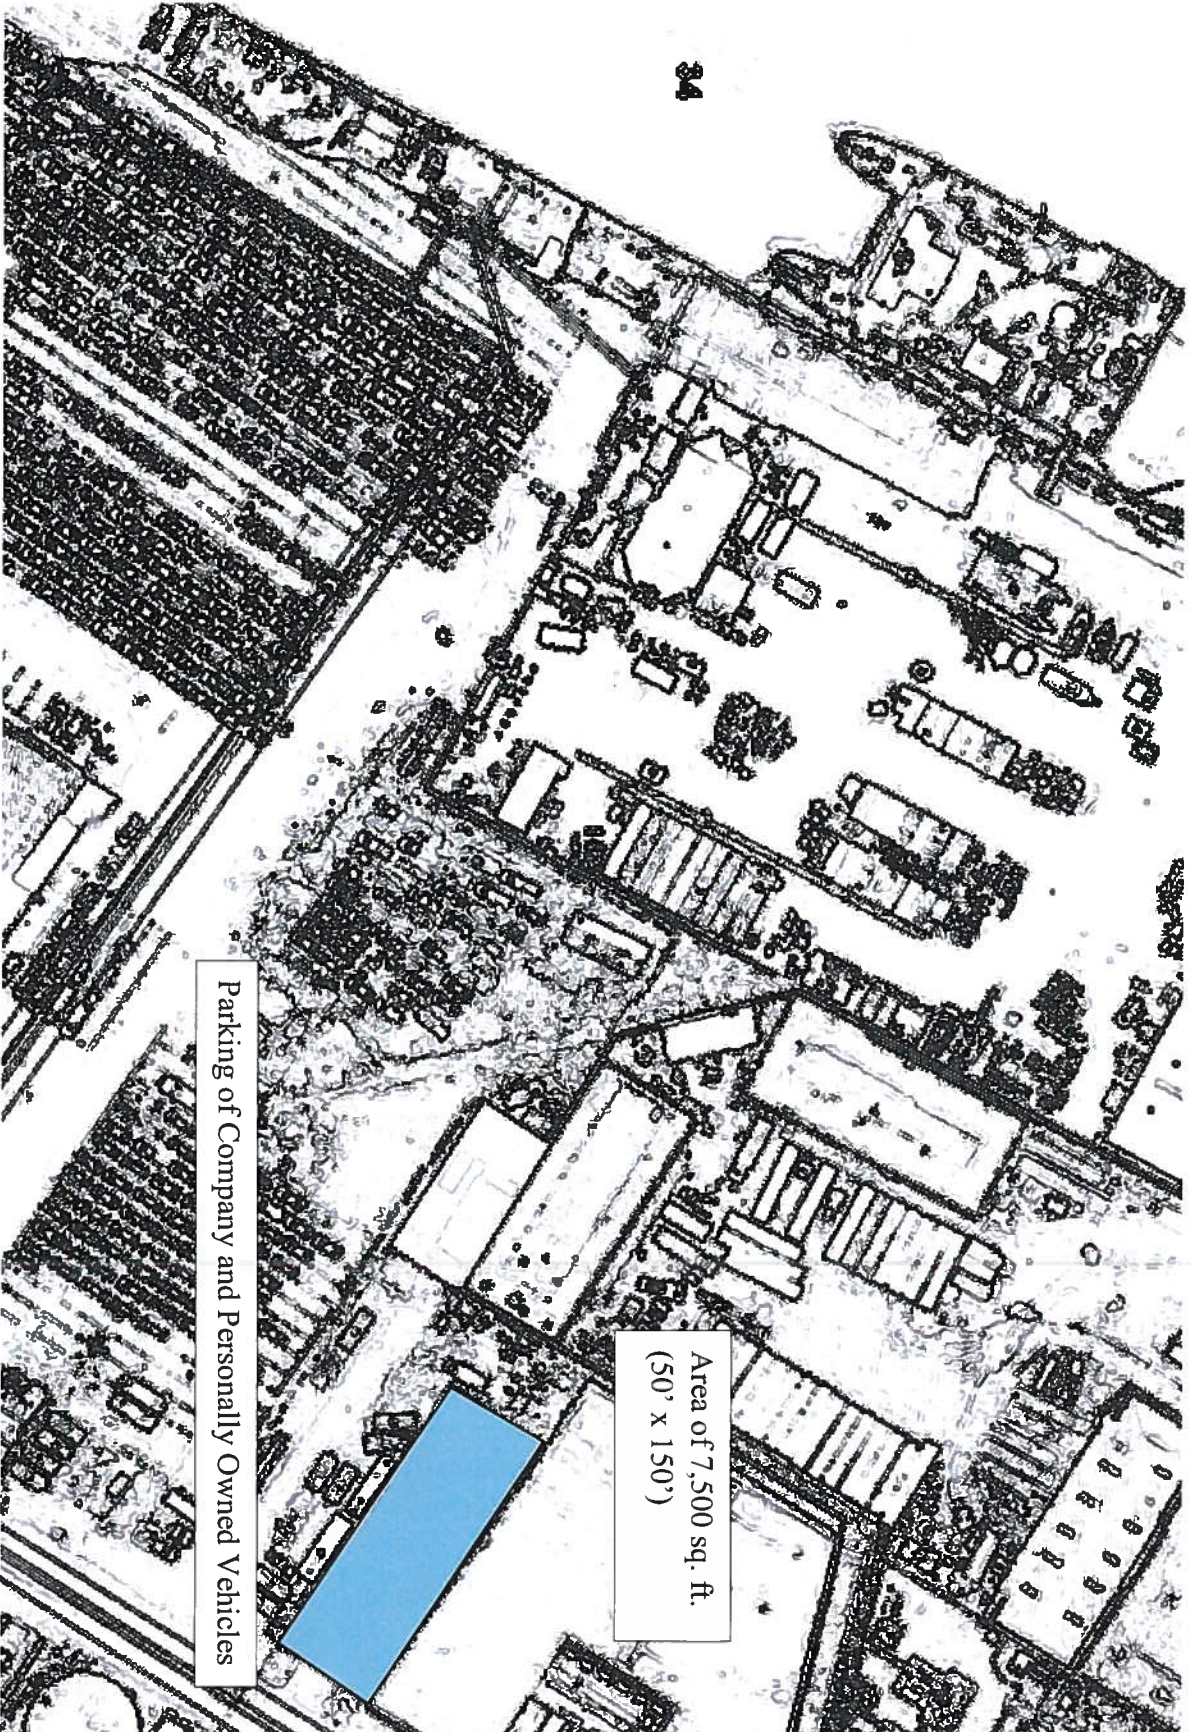 34
Area of 7,500 sq. ft.
(50’ x 150’)
Parking of Company and Personally Owned Vehicles